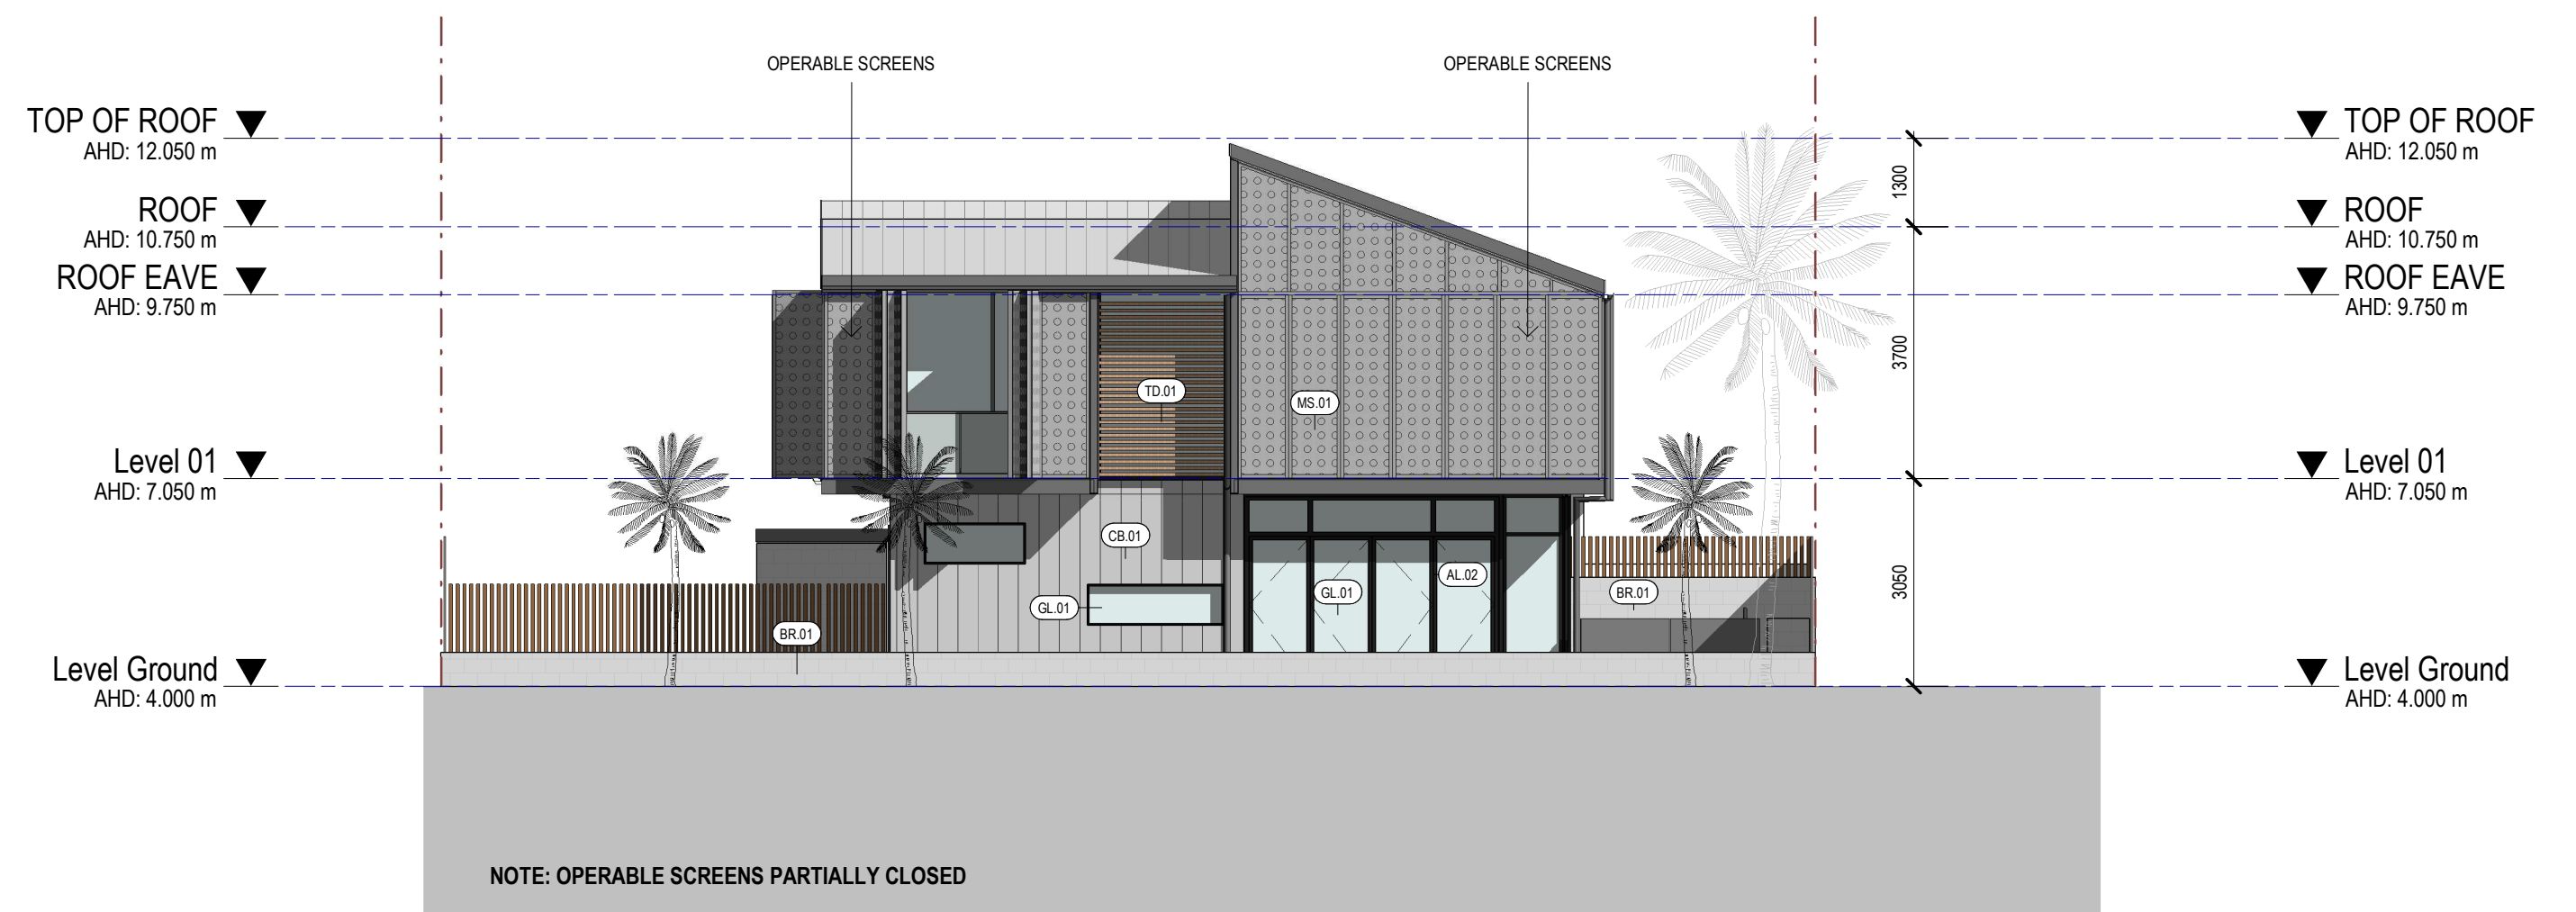 OPERABLE SCREENS
OPERABLE SCREENS
TOP OF ROOF
AHD: 12.050 m
TOP OF ROOF
AHD: 12.050 m
1300
ROOF
AHD: 10.750 m
ROOF
AHD: 10.750 m
ROOF EAVE
AHD: 9.750 m
ROOF EAVE
AHD: 9.750 m
3700
TD.01
MS.01
Level 01
AHD: 7.050 m
Level 01
AHD: 7.050 m
CB.01
AL.02
3050
GL.01
GL.01
BR.01
BR.01
Level Ground
AHD: 4.000 m
Level Ground
AHD: 4.000 m
NOTE: OPERABLE SCREENS PARTIALLY CLOSED